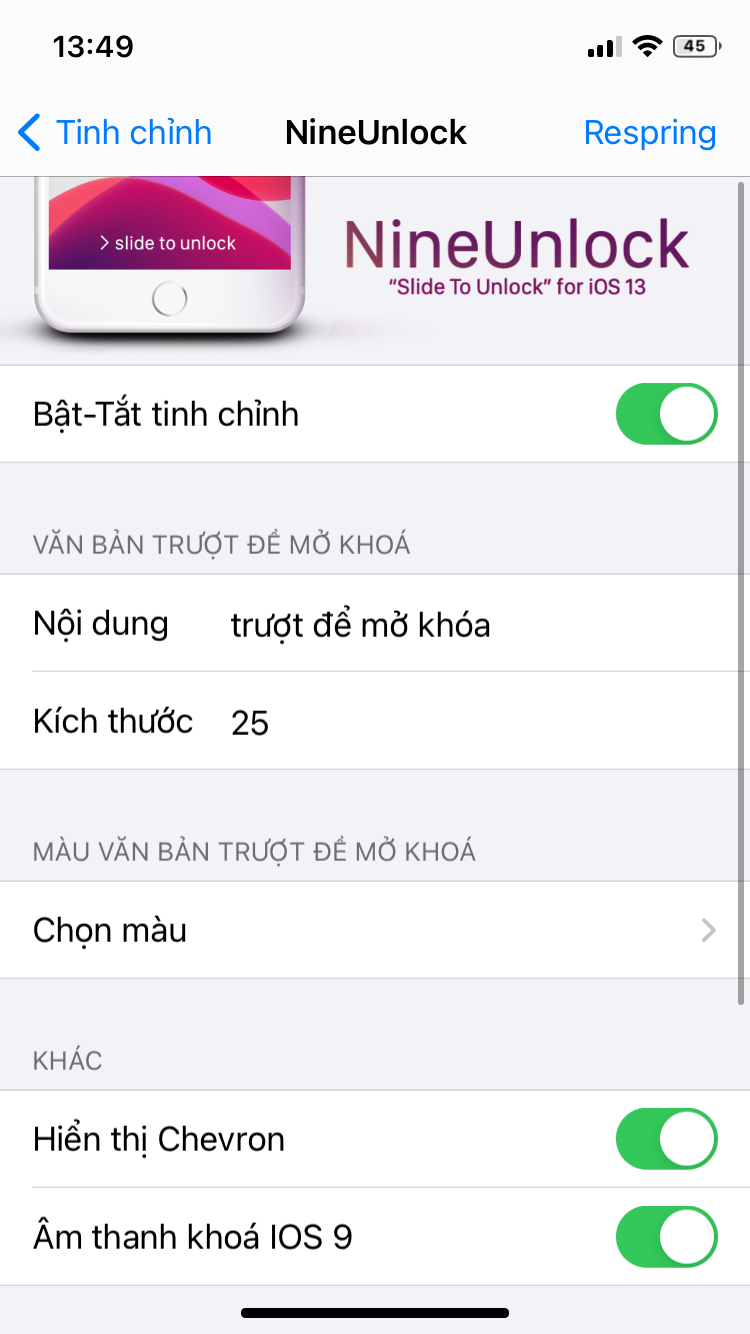 13:49
45
Tinh chỉnh
NineUnlock
Respring
> slide to unlock
NineUnlock
“Slide To Unlock” for iOS 13
Bật-Tắt tinh chỉnh
VĂN BẢN TRƯỢT ĐỂ MỞ KHOÁ
Nội dung trượt để mở khóa
Kích thước 25
MÀU VĂN BẢN TRƯỢT ĐỂ MỞ KHOÁ
Chọn màu
KHÁC
Hiển thị Chevron
Âm thanh khoá IOS 9